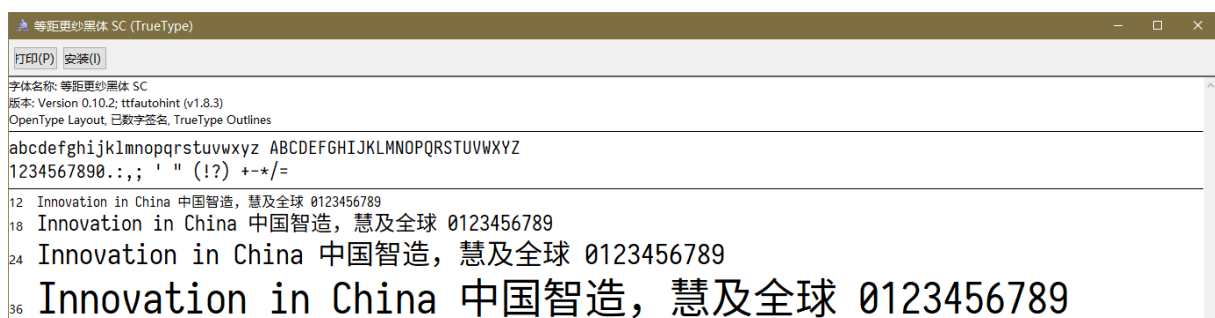 等距更纱黑体 SC (TrueType)
打印(P) 安装(I)
字体名称: 等距更纱黑体 SC
版本: Version 0.10.2; ttfautohint (v1.8.3)
OpenType Layout, 已数字签名, TrueType Outlines
abcdefghijklmnopqrstuvwxyz ABCDEFGHIJKLMNOPQRSTUVWXYZ
1234567890.:,; ' " (!?) +-*/=
12 Innovation in China 中国智造，慧及全球 0123456789
18 Innovation in China 中国智造，慧及全球 0123456789
24 Innovation in China 中国智造，慧及全球 0123456789
36 Innovation in China 中国智造，慧及全球 0123456789